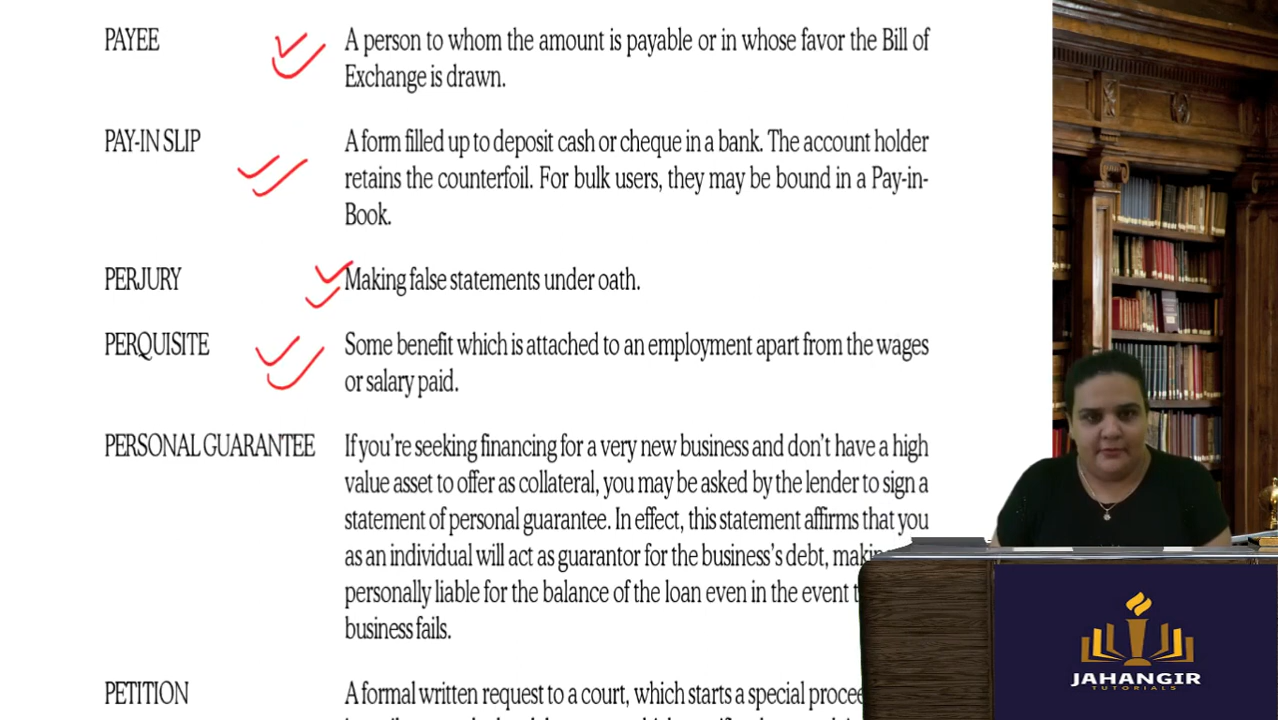 PAYEE A person to whom the amount is payable or in whose favor the Bill of
Exchange is drawn.
PAY-IN SLIP A form filled up to deposit cash or cheque in a bank. The account holder
retains the counterfoil. For bulk users, they may be bound in a Pay-in-
Book.
PERJURY Making false statements under oath.
PERQUISITE Some benefit which is attached to an employment apart from the wages
or salary paid.
PERSONAL GUARANTEE If you're seeking financing for a very new business and don't have a high
value asset to offer as collateral, you may be asked by the lender to sign a
statement of personal guarantee. In effect, this statement affirms that you
as an individual will act as guarantor for the business's debt,
personally liable for the balance of the loan even in the event
business fails.
PETITION A formal written request to a court, which starts a special
JAHANGIR
TUTORIALS